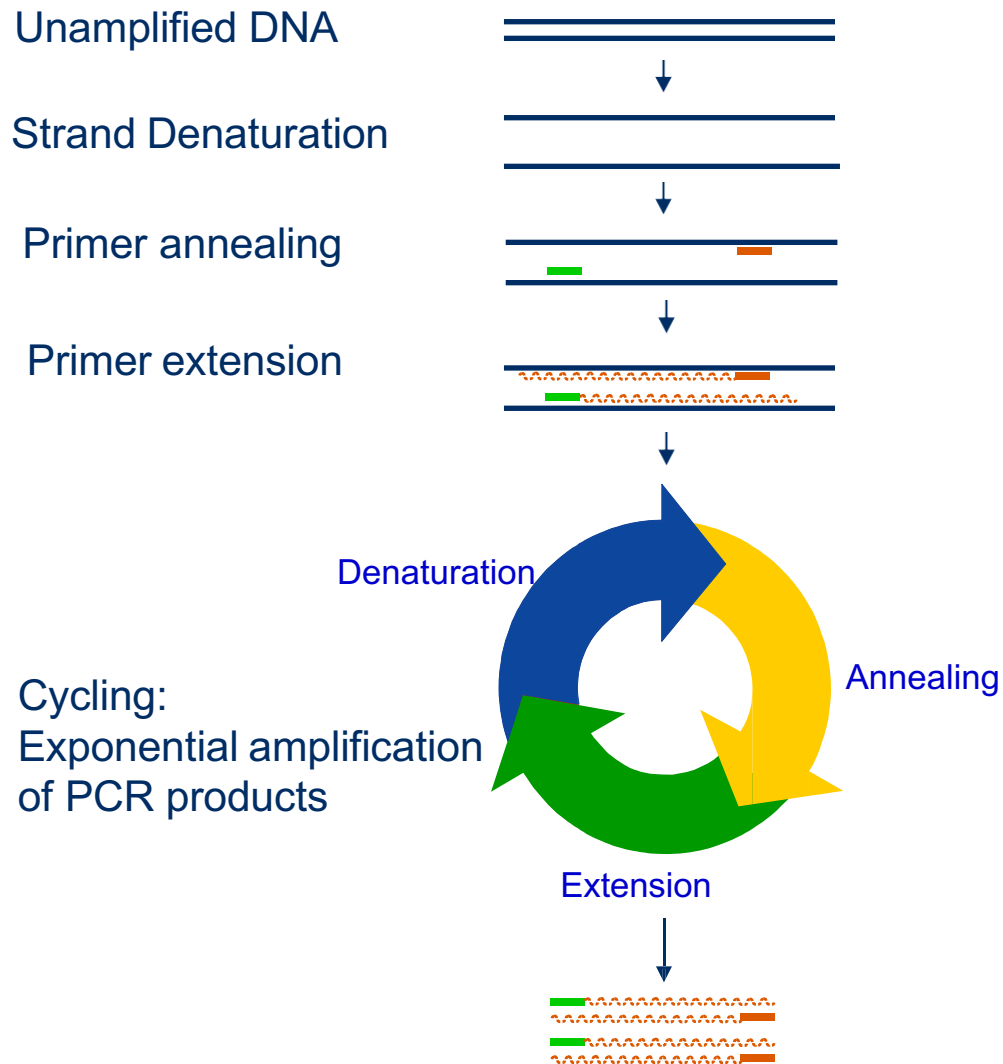 Unamplified DNA
Strand Denaturation
Primer annealing
Primer extension
Denaturation
Annealing
Cycling:
Exponential amplification
of PCR products
Extension